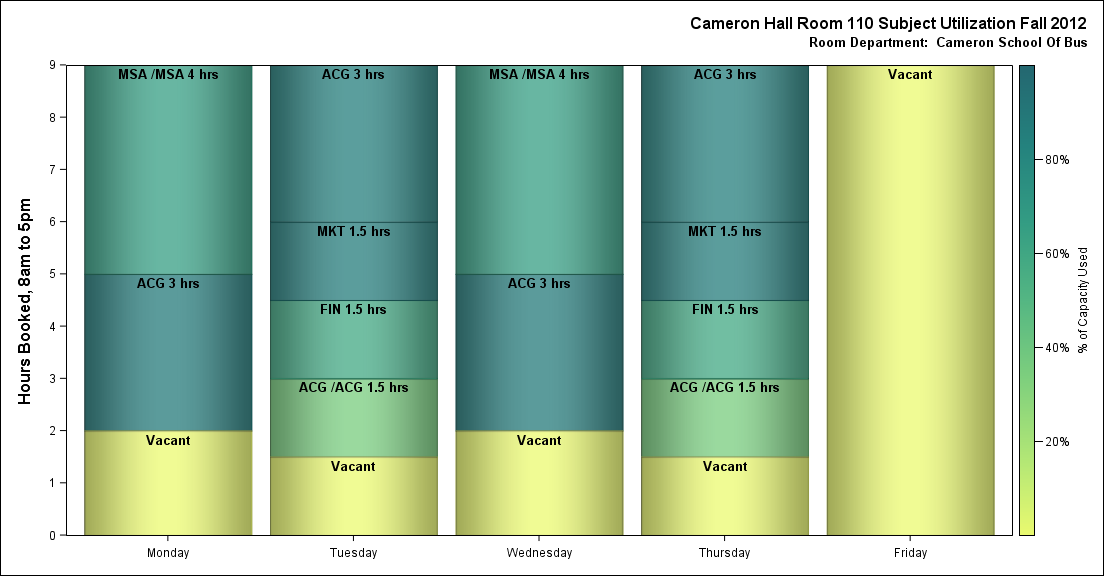 Cameron Hall Room 110 Subject Utilization Fall 2012
Room Department:  Cameron School Of Bus
Hours Booked, 8am to 5pm
9
8
7
6
5
4
3
2
1
0
MSA /MSA 4 hrs
ACG 3 hrs
Vacant
Monday
ACG 3 hrs
MKT 1.5 hrs
FIN 1.5 hrs
ACG /ACG 1.5 hrs
Vacant
Tuesday
MSA /MSA 4 hrs
ACG 3 hrs
Vacant
Wednesday
ACG 3 hrs
MKT 1.5 hrs
FIN 1.5 hrs
ACG /ACG 1.5 hrs
Vacant
Thursday
Vacant
Friday
80%
60%
40%
20%
% of Capacity Used